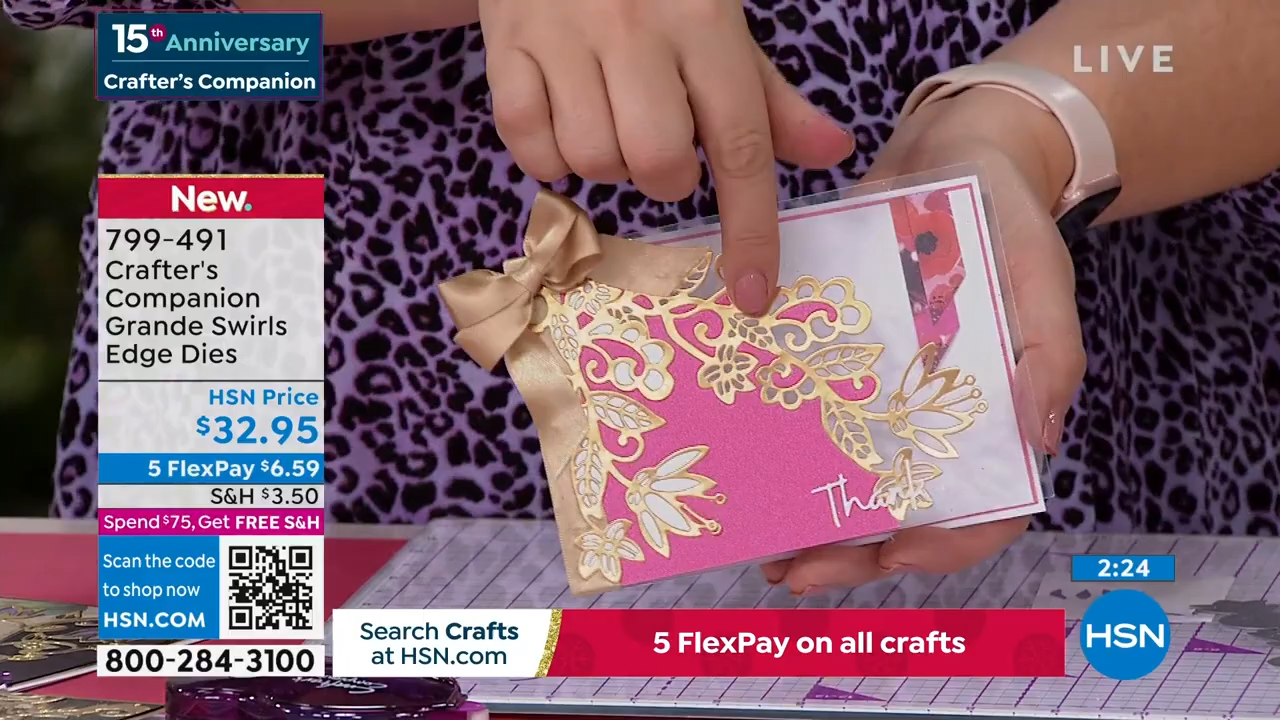 15th Anniversary
Crafter's Companion
LIVE
New.
799-491
Crafter's
Companion
Grande Swirls
Edge Dies
HSN Price
$32.95
5 FlexPay $6.59
S&H $3.50
Spend $75, Get FREE S&H
Scan the code
to shop now
HSN.COM
800-284-3100
Thank
Search Crafts
at HSN.com
5 FlexPay on all crafts
2:24
HSN